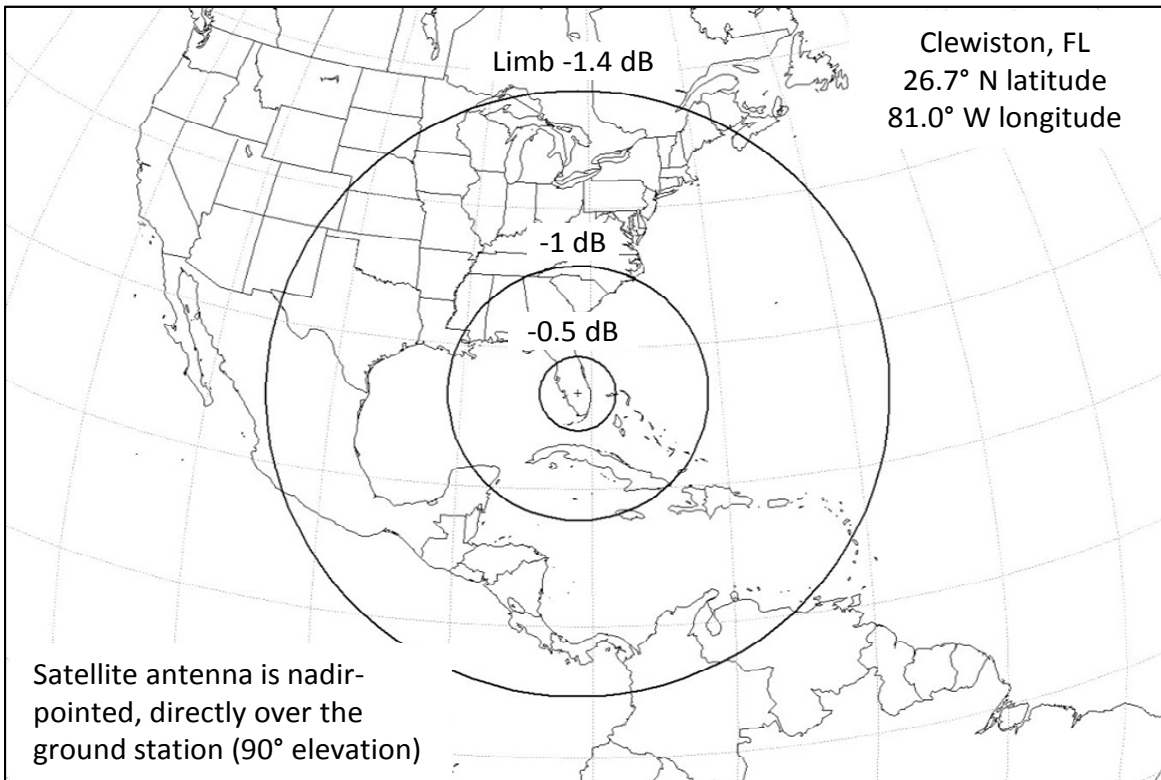 Limb -1.4 dB
Clewiston, FL
26.7° N latitude
81.0° W longitude
-1 dB
-0.5 dB
Satellite antenna is nadir-
pointed, directly over the
ground station (90° elevation)